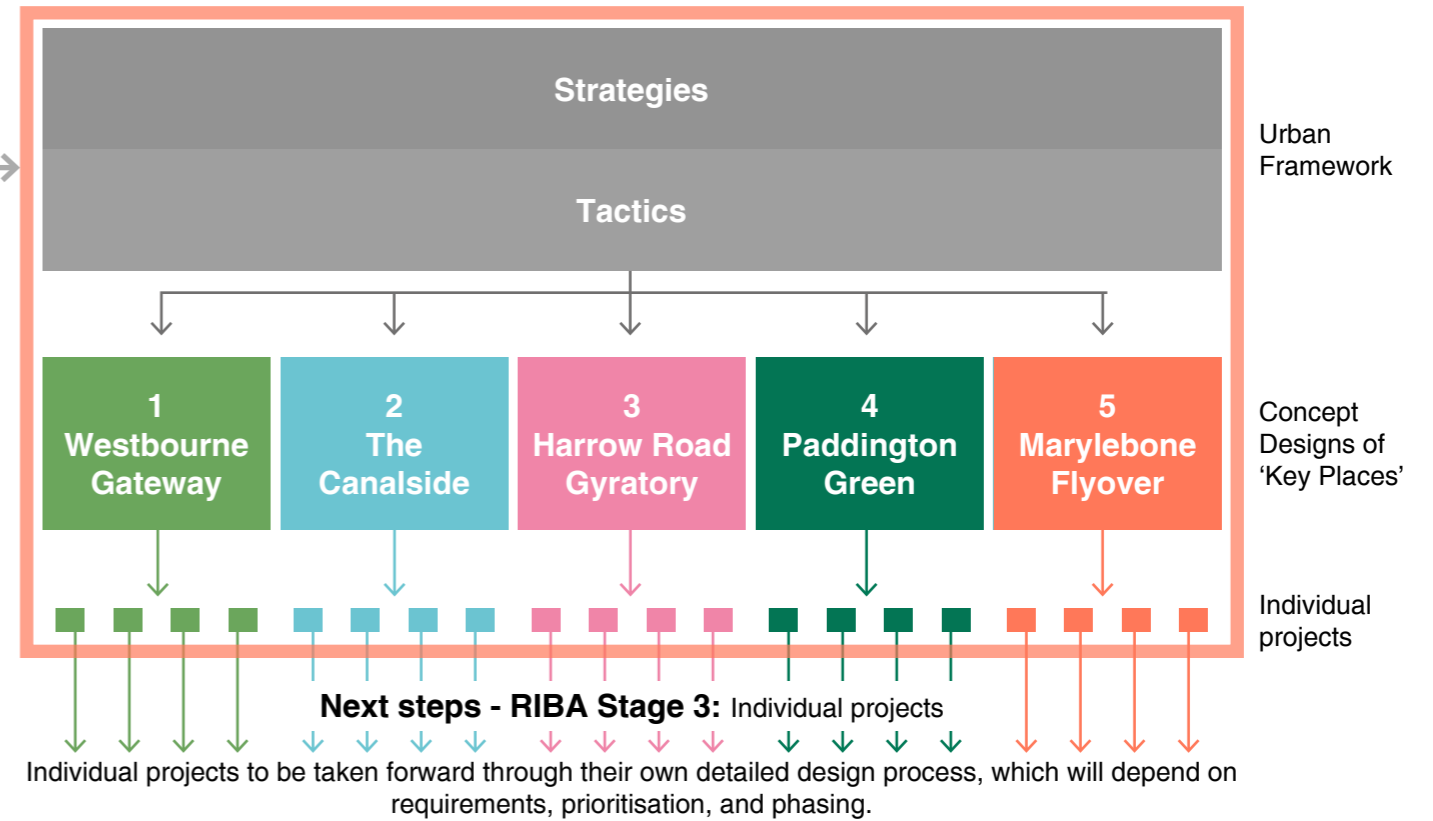 Strategies
Urban
Framework
Tactics
1
Westbourne
Gateway
2
The
Canalside
3
Harrow Road
Gyratory
4
Paddington
Green
5
Marylebone
Flyover
Concept
Designs of
‘Key Places’
Individual
projects
Next steps - RIBA Stage 3: Individual projects
Individual projects to be taken forward through their own detailed design process, which will depend on
requirements, prioritisation, and phasing.